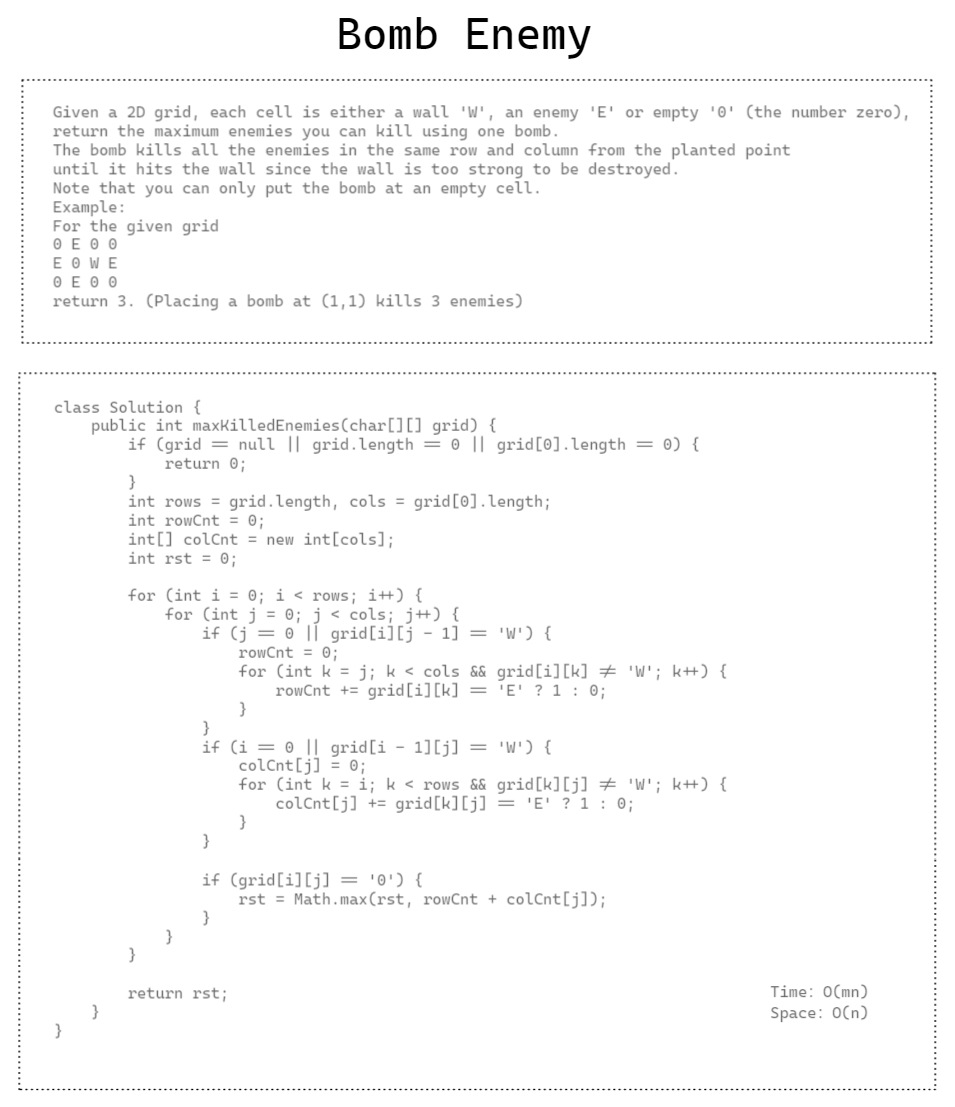 Bomb Enemy
Given a 2D grid, each cell is either a wall 'W', an enemy 'E' or empty '0' (the number zero),
return the maximum enemies you can kill using one bomb.
The bomb kills all the enemies in the same row and column from the planted point
until it hits the wall since the wall is too strong to be destroyed.
Note that you can only put the bomb at an empty cell.
Example:
For the given grid
0 E 0 0
E 0 W E
0 E 0 0
return 3. (Placing a bomb at (1,1) kills 3 enemies)
class Solution {
    public int maxKilledEnemies(char[][] grid) {
        if (grid == null || grid.length == 0 || grid[0].length == 0) {
            return 0;
        }
        int rows = grid.length, cols = grid[0].length;
        int rowCnt = 0;
        int[] colCnt = new int[cols];
        int rst = 0;

        for (int i = 0; i < rows; i++) {
            for (int j = 0; j < cols; j++) {
                if (j == 0 || grid[i][j - 1] == 'W') {
                    rowCnt = 0;
                    for (int k = j; k < cols && grid[i][k] != 'W'; k++) {
                        rowCnt += grid[i][k] == 'E' ? 1 : 0;
                    }
                }
                if (i == 0 || grid[i - 1][j] == 'W') {
                    colCnt[j] = 0;
                    for (int k = i; k < rows && grid[k][j] != 'W'; k++) {
                        colCnt[j] += grid[k][j] == 'E' ? 1 : 0;
                    }
                }

                if (grid[i][j] == '0') {
                    rst = Math.max(rst, rowCnt + colCnt[j]);
                }
            }
        }

        return rst;
    }
}
Time: O(mn)
Space: O(n)